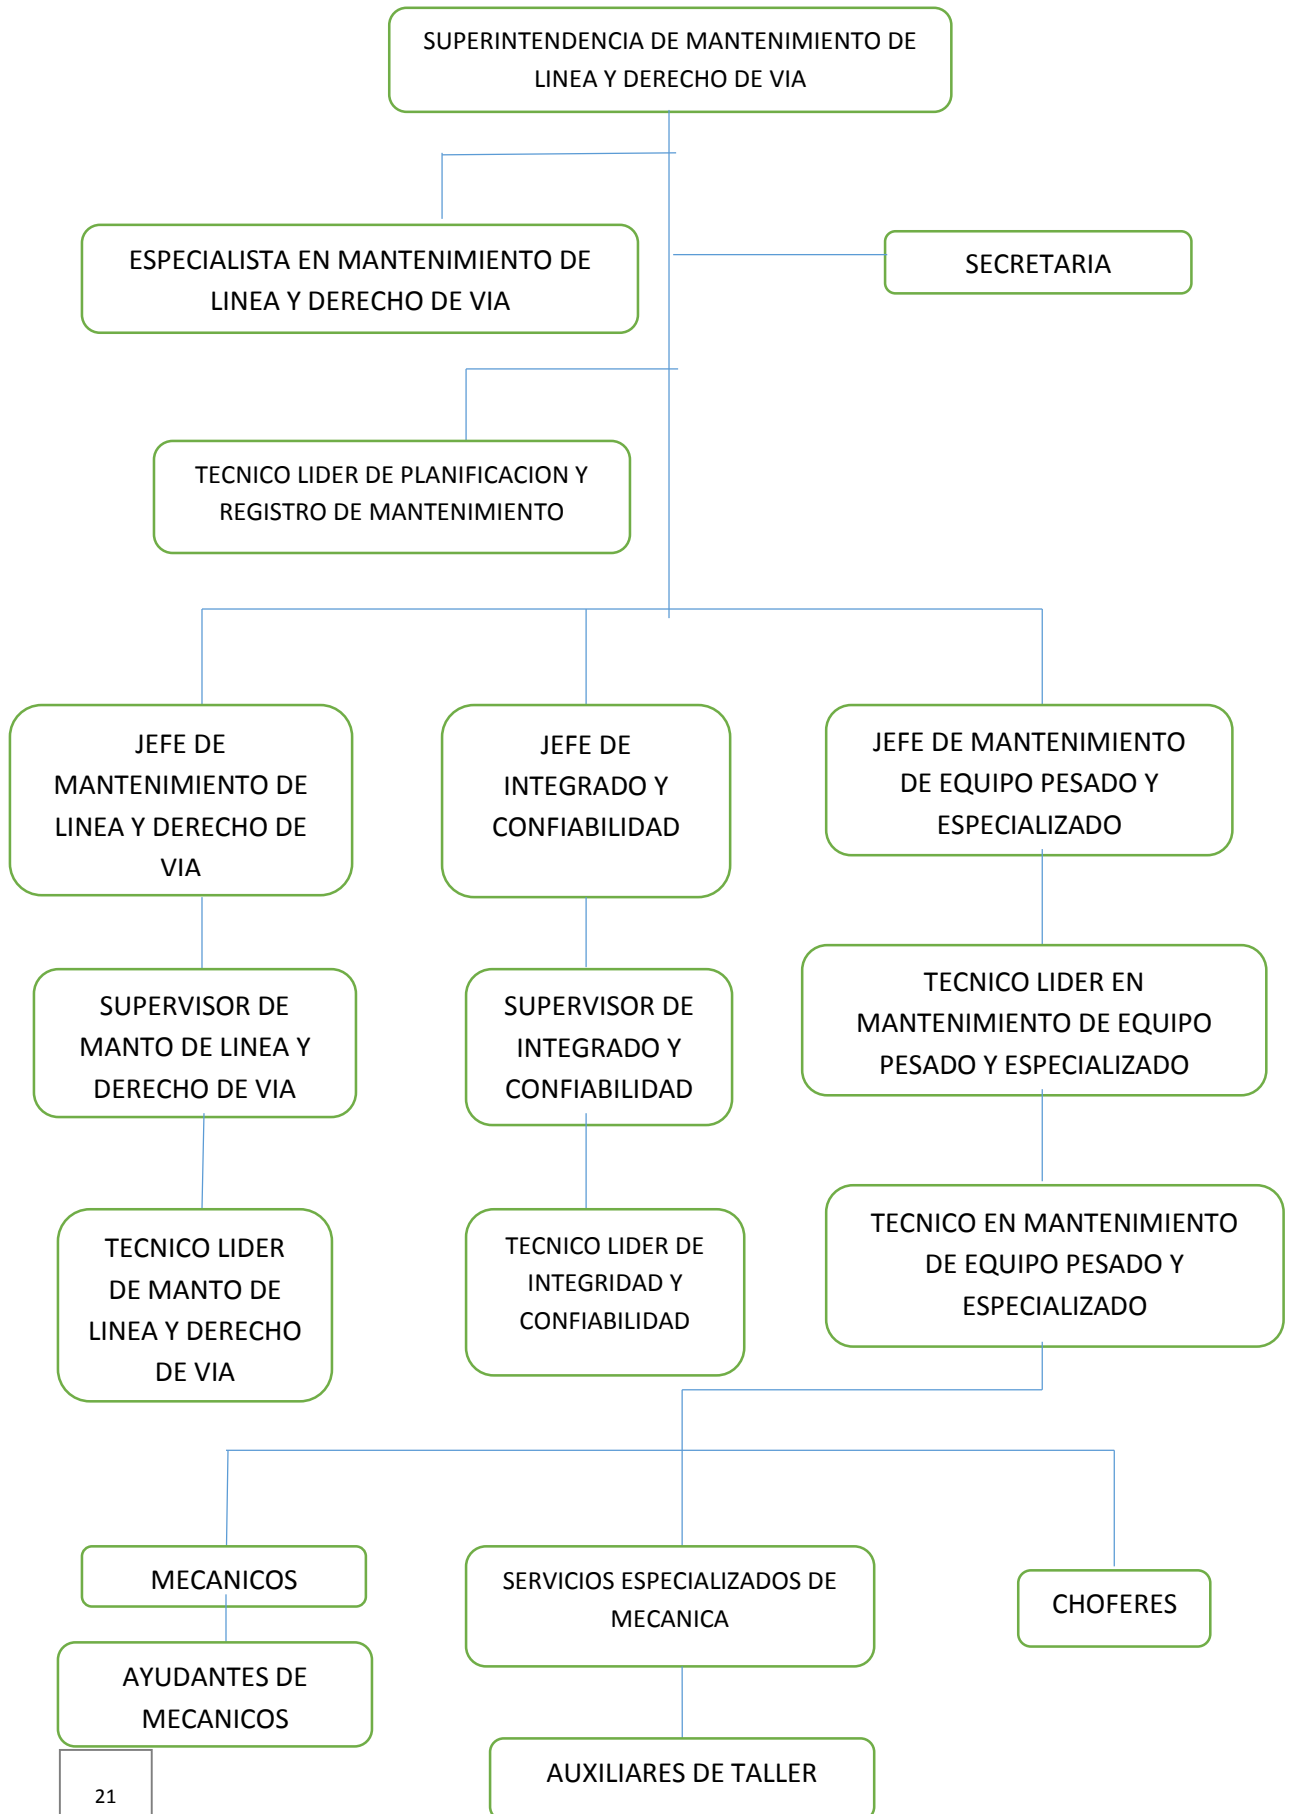 SUPERINTENDENCIA DE MANTENIMIENTO DE
LINEA Y DERECHO DE VIA
ESPECIALISTA EN MANTENIMIENTO DE
LINEA Y DERECHO DE VIA
SECRETARIA
TECNICO LIDER DE PLANIFICACION Y
REGISTRO DE MANTENIMIENTO
JEFE DE
MANTENIMIENTO DE
LINEA Y DERECHO DE
VIA
JEFE DE
INTEGRADO Y
CONFIABILIDAD
JEFE DE MANTENIMIENTO
DE EQUIPO PESADO Y
ESPECIALIZADO
SUPERVISOR DE
MANTO DE LINEA Y
DERECHO DE VIA
SUPERVISOR DE
INTEGRADO Y
CONFIABILIDAD
TECNICO LIDER EN
MANTENIMIENTO DE EQUIPO
PESADO Y ESPECIALIZADO
TECNICO LIDER
DE MANTO DE
LINEA Y DERECHO
DE VIA
TECNICO LIDER DE
INTEGRIDAD Y
CONFIABILIDAD
TECNICO EN MANTENIMIENTO
DE EQUIPO PESADO Y
ESPECIALIZADO
MECANICOS
SERVICIOS ESPECIALIZADOS DE
MECANICA
CHOFERES
AYUDANTES DE
MECANICOS
AUXILIARES DE TALLER
21